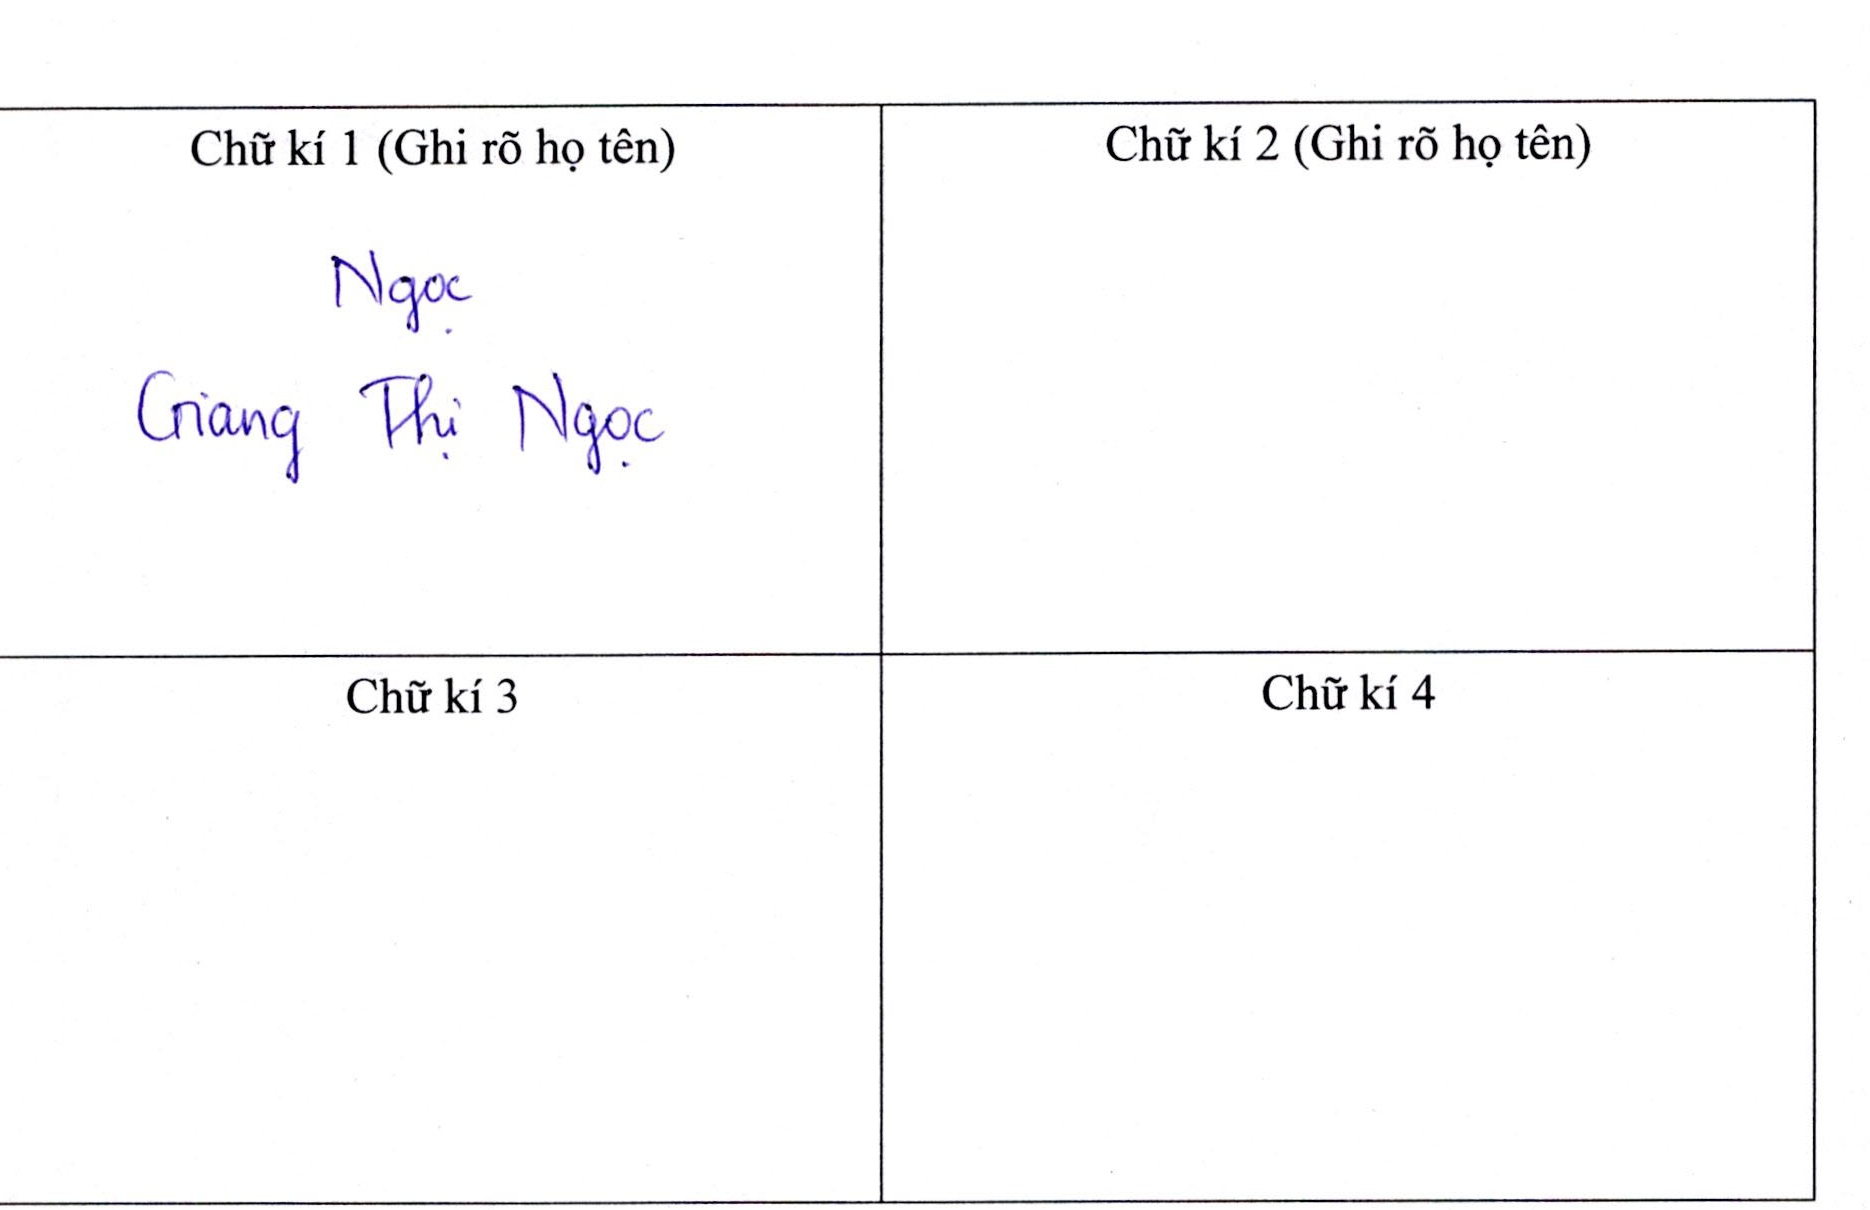 Chữ kí 1 (Ghi rõ họ tên)
Ngọc
Giang Thị Ngọc
Chữ kí 2 (Ghi rõ họ tên)
Chữ kí 3
Chữ kí 4